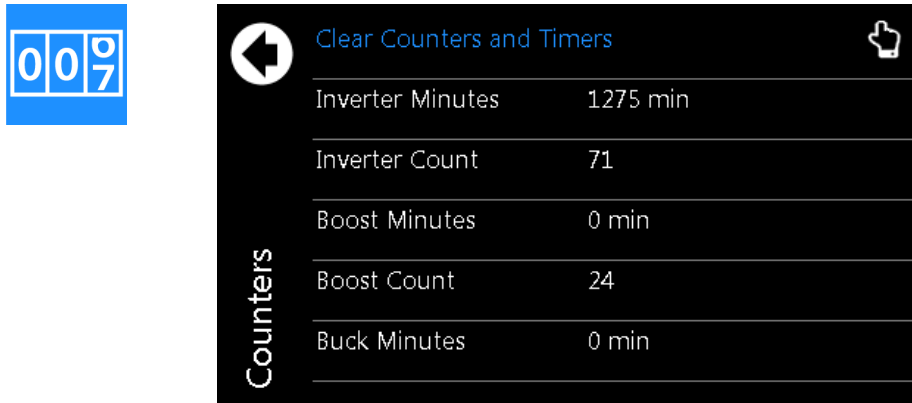 007
Clear Counters and Timers
Inverter Minutes 1275 min
Inverter Count 71
Boost Minutes 0 min
Boost Count 24
Buck Minutes 0 min
Counters